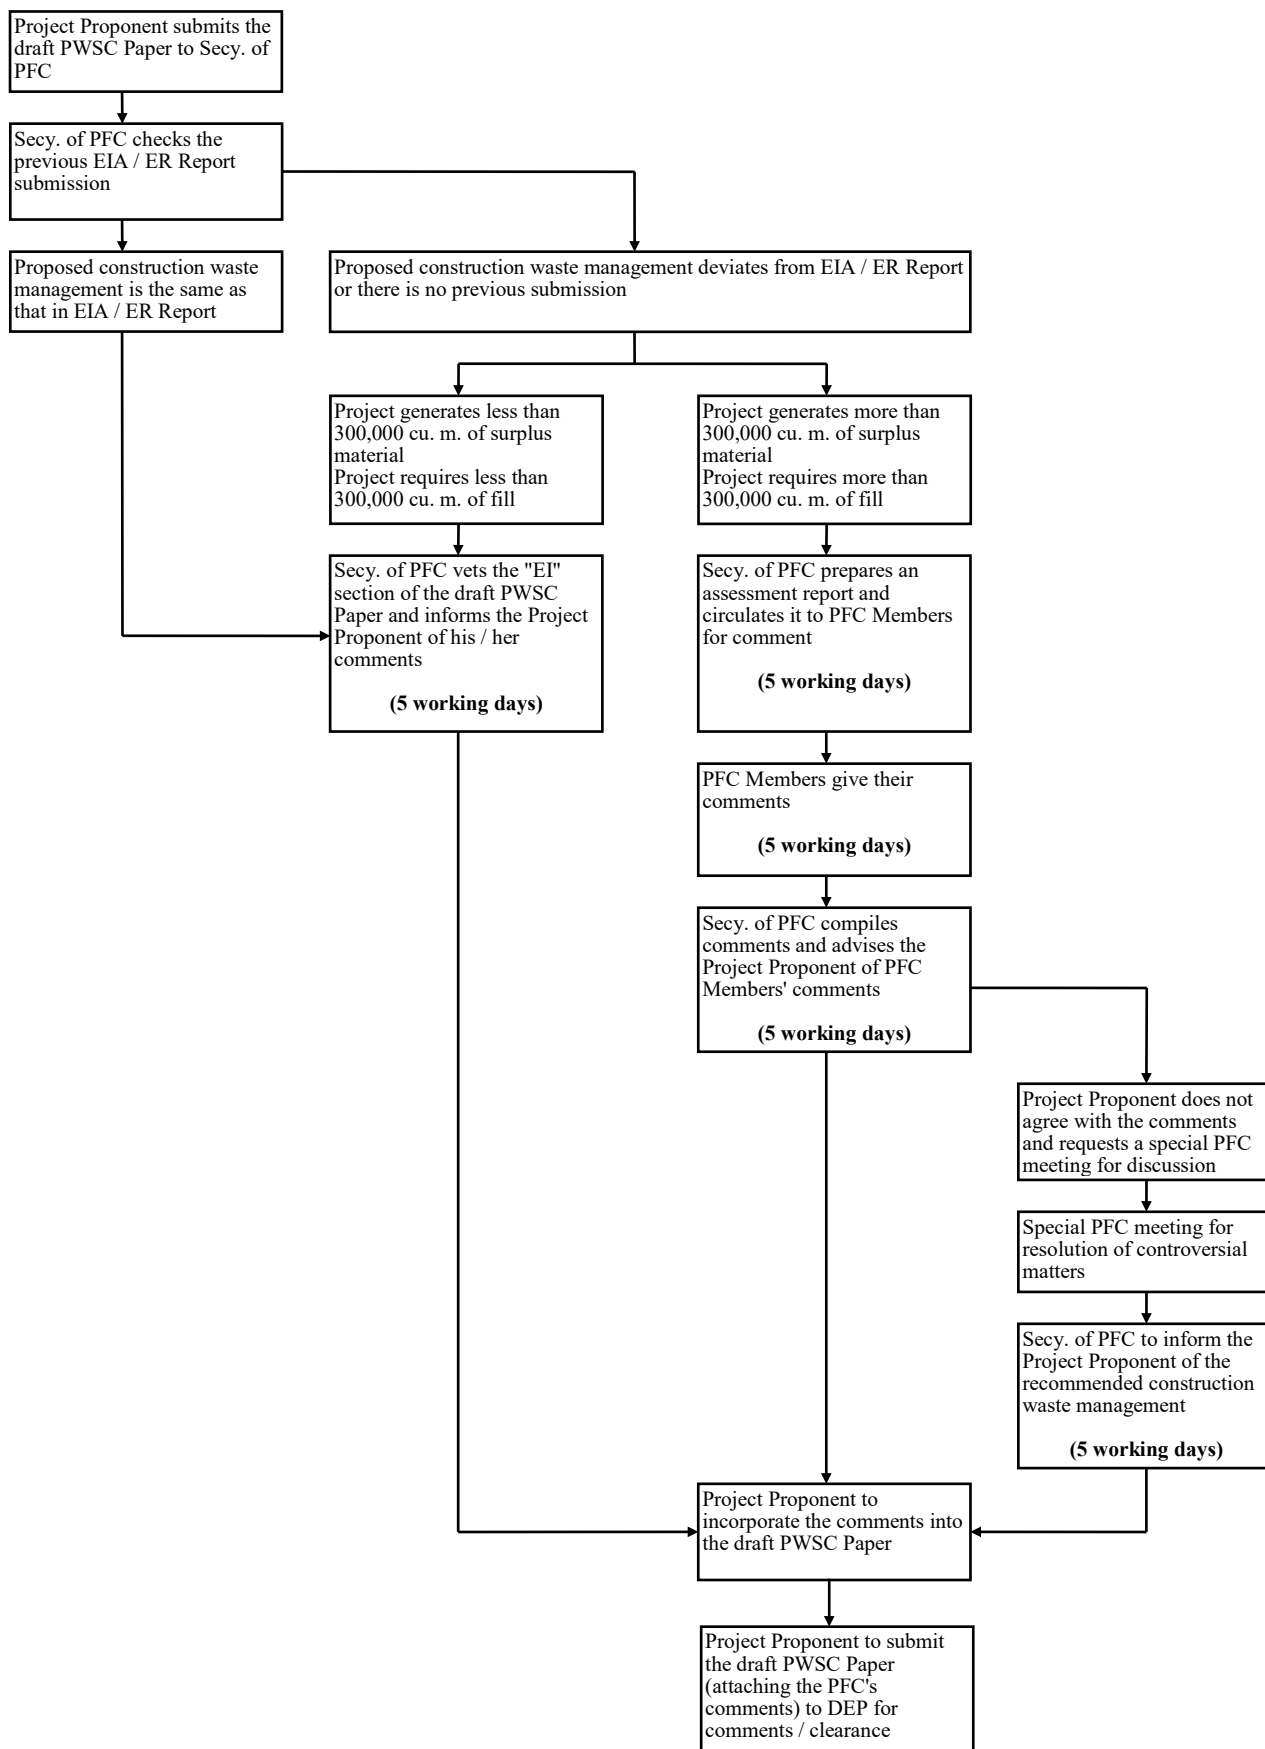 Project Proponent submits the
draft PWSC Paper to Secy. of
PFC
Secy. of PFC checks the
previous EIA / ER Report
submission
Proposed construction waste
management is the same as
that in EIA / ER Report
Proposed construction waste management deviates from EIA / ER Report
or there is no previous submission
Project generates less than
300,000 cu. m. of surplus
material
Project requires less than
300,000 cu. m. of fill
Project generates more than
300,000 cu. m. of surplus
material
Project requires more than
300,000 cu. m. of fill
Secy. of PFC vets the "EI"
section of the draft PWSC
Paper and informs the Project
Proponent of his / her
comments
(5 working days)
Secy. of PFC prepares an
assessment report and
circulates it to PFC Members
for comment
(5 working days)
PFC Members give their
comments
(5 working days)
Secy. of PFC compiles
comments and advises the
Project Proponent of PFC
Members' comments
(5 working days)
Project Proponent does not
agree with the comments
and requests a special PFC
meeting for discussion
Special PFC meeting for
resolution of controversial
matters
Secy. of PFC to inform the
Project Proponent of the
recommended construction
waste management
(5 working days)
Project Proponent to
incorporate the comments into
the draft PWSC Paper
Project Proponent to submit
the draft PWSC Paper
(attaching the PFC's
comments) to DEP for
comments / clearance